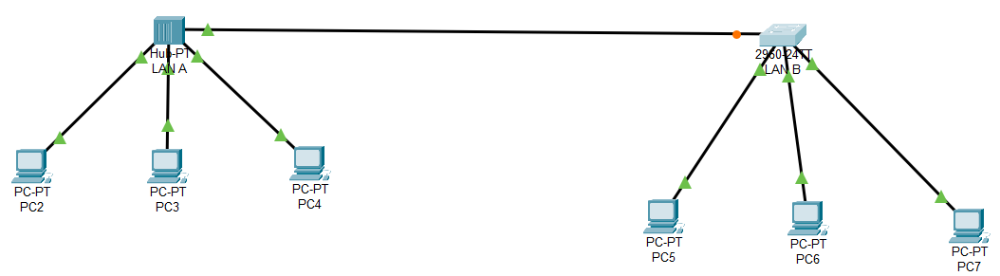 Hub-PT
LAN A
2960-24TT
LAN B
PC-PT
PC2
PC-PT
PC3
PC-PT
PC4
PC-PT
PC5
PC-PT
PC6
PC-PT
PC7